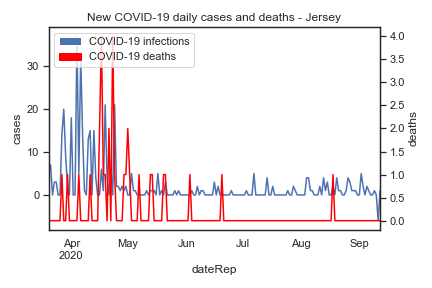 New COVID-19 daily cases and deaths - Jersey
COVID-19 infections
COVID-19 deaths
30
20
10
0
cases
4.0
3.5
3.0
2.5
2.0
1.5
1.0
0.5
0.0
deaths
Apr
2020
May
Jun
Jul
Aug
Sep
dateRep